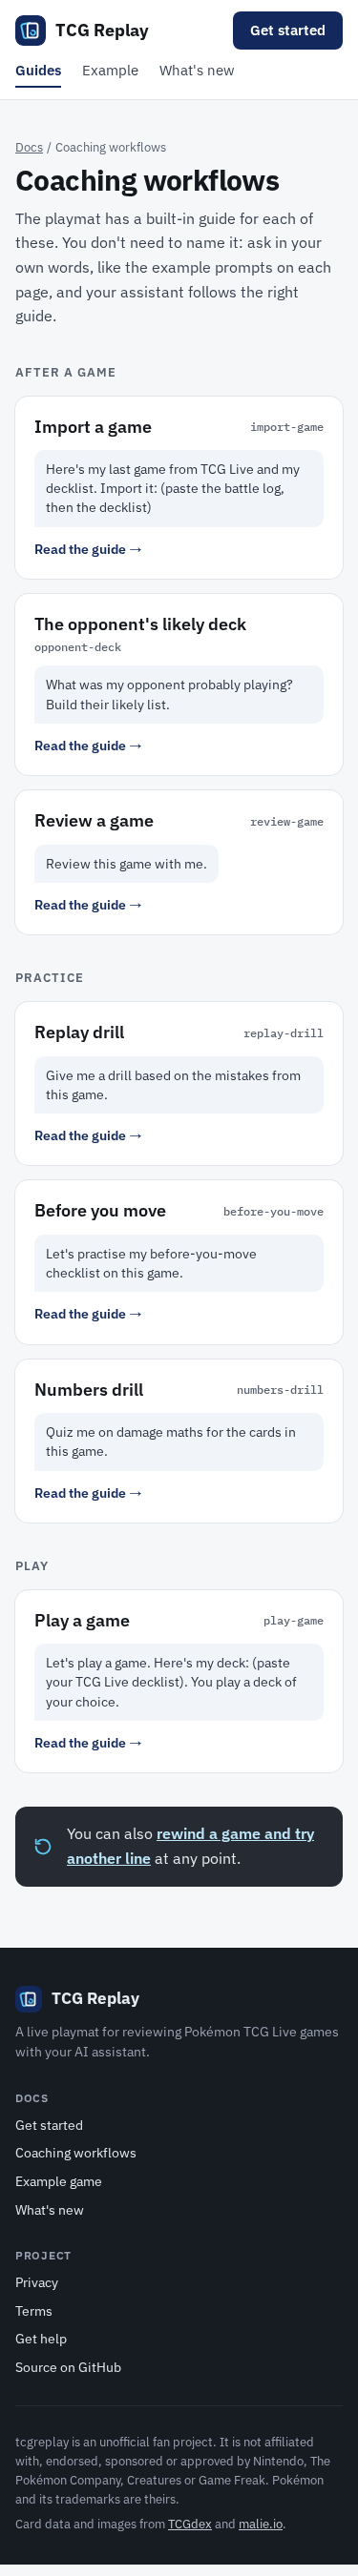 TCG Replay
Get started
Guides Example What's new
Docs / Coaching workflows
Coaching workflows
The playmat has a built-in guide for each of
these. You don't need to name it: ask in your
own words, like the example prompts on each
page, and your assistant follows the right
guide.
AFTER A GAME
Import a game import-game
Here's my last game from TCG Live and my
decklist. Import it: (paste the battle log,
then the decklist)
Read the guide →
The opponent's likely deck
opponent-deck
What was my opponent probably playing?
Build their likely list.
Read the guide →
Review a game review-game
Review this game with me.
Read the guide →
PRACTICE
Replay drill replay-drill
Give me a drill based on the mistakes from
this game.
Read the guide →
Before you move before-you-move
Let's practise my before-you-move
checklist on this game.
Read the guide →
Numbers drill numbers-drill
Quiz me on damage maths for the cards in
this game.
Read the guide →
PLAY
Play a game play-game
Let's play a game. Here's my deck: (paste
your TCG Live decklist). You play a deck of
your choice.
Read the guide →
You can also rewind a game and try
another line at any point.
TCG Replay
A live playmat for reviewing Pokémon TCG Live games
with your AI assistant.
DOCS
Get started
Coaching workflows
Example game
What's new
PROJECT
Privacy
Terms
Get help
Source on GitHub
tcgreplay is an unofficial fan project. It is not affiliated
with, endorsed, sponsored or approved by Nintendo, The
Pokémon Company, Creatures or Game Freak. Pokémon
and its trademarks are theirs.
Card data and images from TCGdex and malie.io.